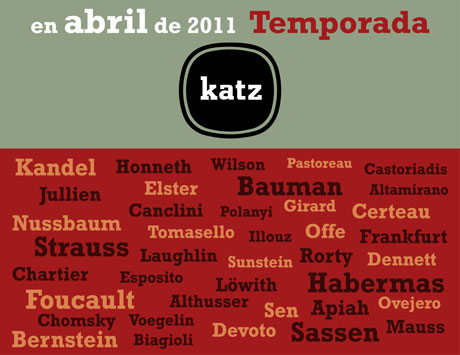 en abril de 2011 Temporada
katz
Kandel Honneth Wilson Pastoreau Castoriadis
Jullien Elster Bauman Altamirano
Nussbaum Canclini Polanyi Girard Certeau
Strauss Tomasello Illouz Offe Frankfurt
Chartier Laughlin Sunstein Rorty Dennett
Esposito Löwith Habermas
Foucault Althusser Sen Apiah Ovejero
Chomsky Voegelin Devoto Sassen Mauss
Bernstein Biagioli